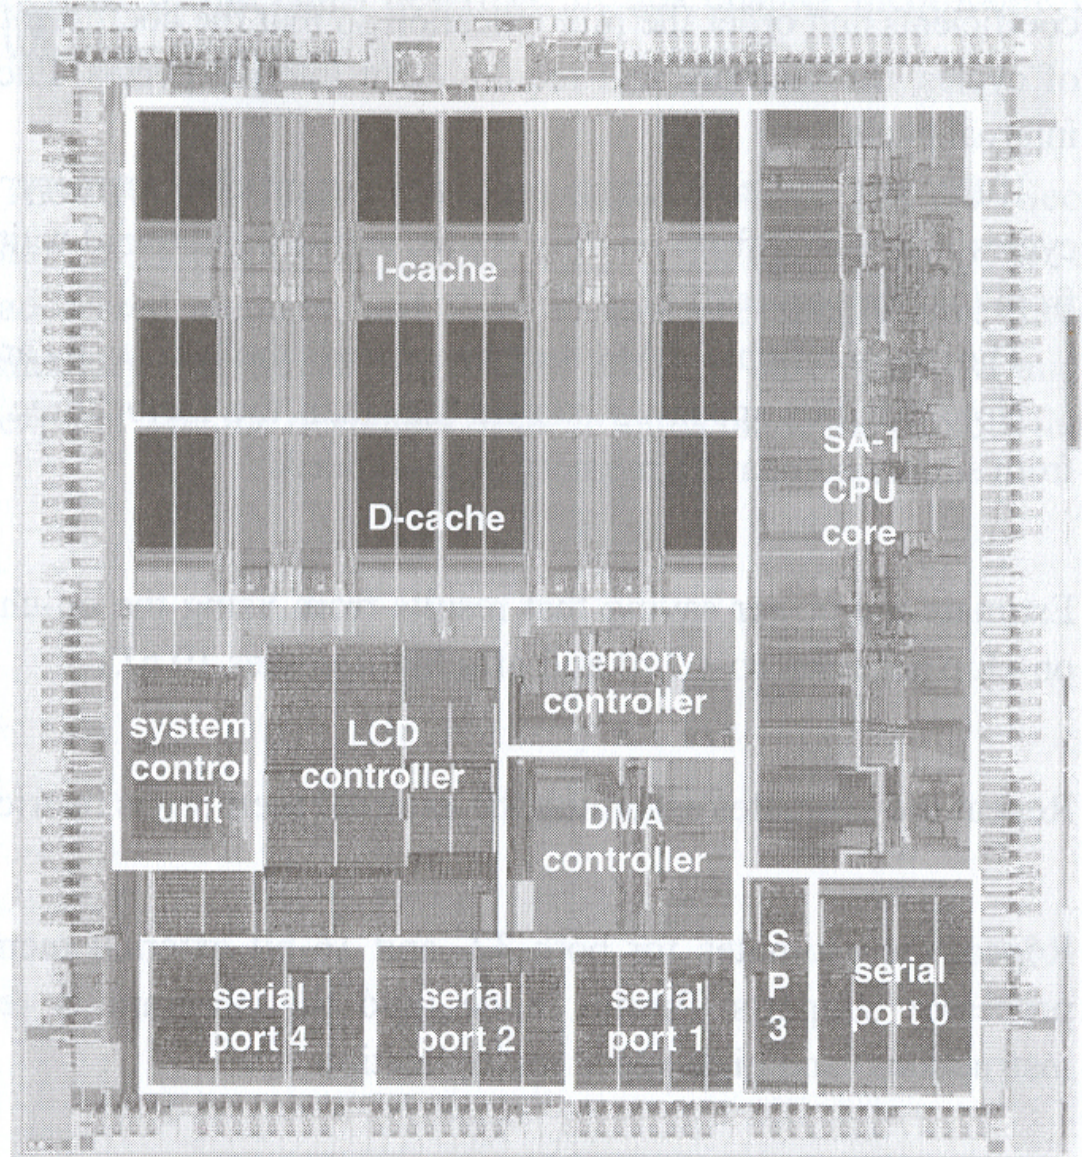 I-cache
SA-1
CPU
core
D-cache
memory
controller
system
control
unit
LCD
controller
DMA
controller
serial
port 4
serial
port 2
serial
port 1
S
P
3
serial
port 0